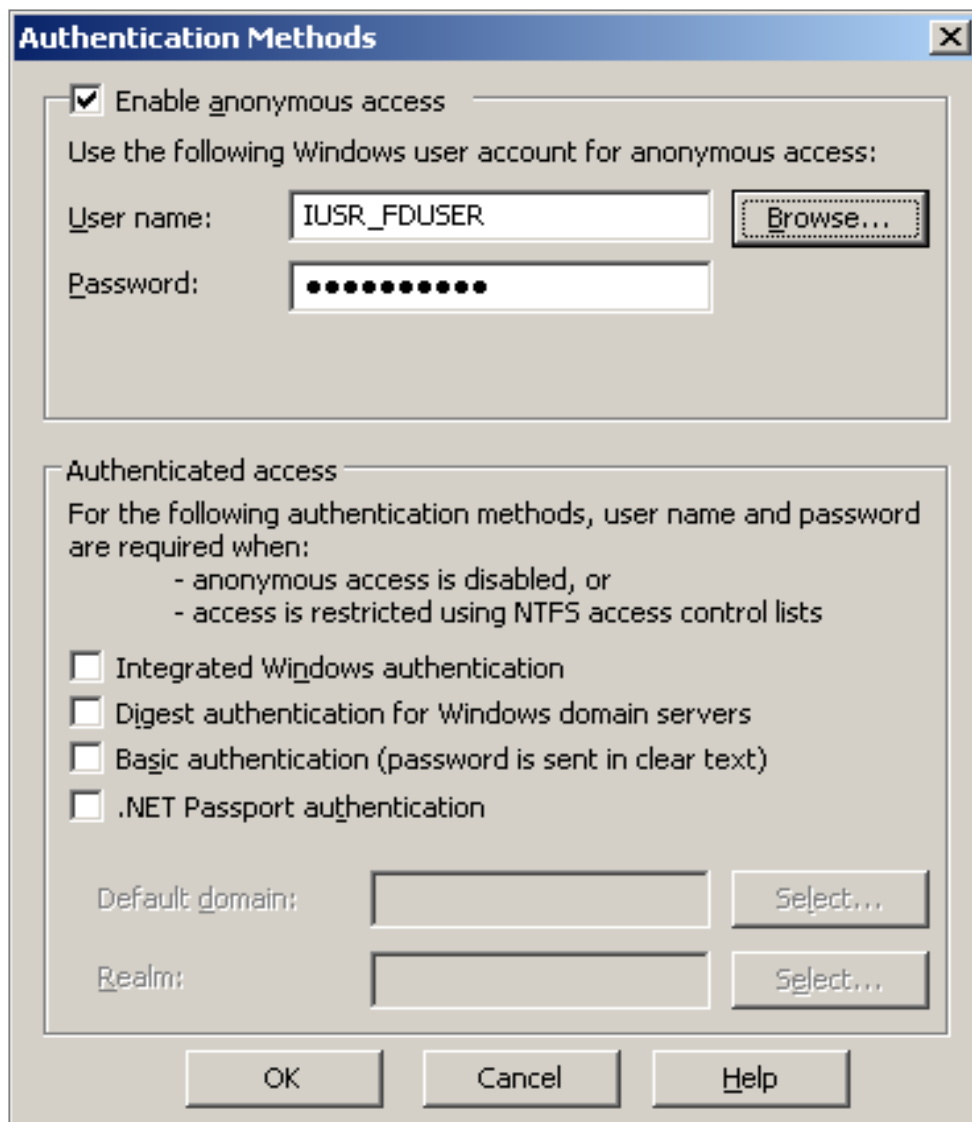 Authentication Methods
Enable anonymous access
Use the following Windows user account for anonymous access:
User name: IUSR_FDUSER Browse...
Password: ●●●●●●●●●●
Authenticated access
For the following authentication methods, user name and password
are required when:
- anonymous access is disabled, or
- access is restricted using NTFS access control lists
Integrated Windows authentication
Digest authentication for Windows domain servers
Basic authentication (password is sent in clear text)
.NET Passport authentication
Default domain: Select...
Realm: Select...
OK Cancel Help